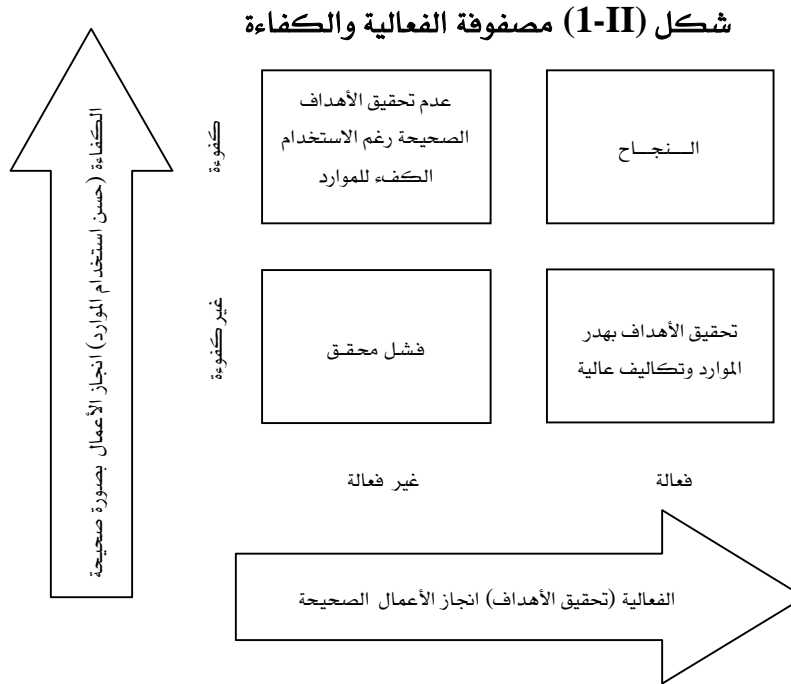 شكل (II-1) مصفوفة الفعالية والكفاءة
الكفاءة (حسن استخدام الموارد) انجاز الأعمال بصورة صحيحة
كفوءة
النجاح
عدم تحقيق الأهداف
الصحيحة رغم الاستخدام
الكفء للموارد
غير كفوءة
تحقيق الأهداف بهدر
الموارد وتكاليف عالية
فشل محقق
فعالة
غير فعالة
الفعالية (تحقيق الأهداف) انجاز الأعمال الصحيحة